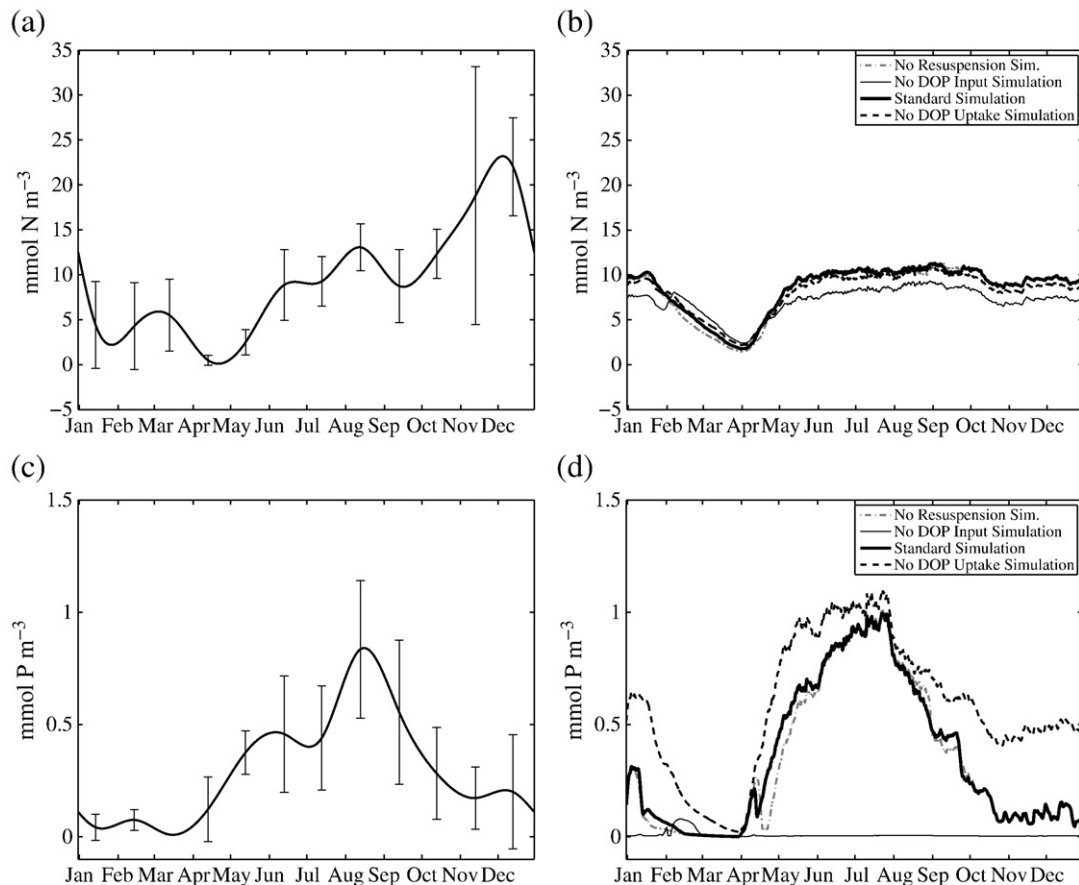 (a)
35
30
25
20
15
10
5
0
−5
mmol N m⁻³
Jan Feb Mar Apr May Jun Jul Aug Sep Oct Nov Dec
(b)
35
30
25
20
15
10
5
0
−5
mmol N m⁻³
No Resuspension Sim.
No DOP Input Simulation
Standard Simulation
No DOP Uptake Simulation
Jan Feb Mar Apr May Jun Jul Aug Sep Oct Nov Dec
(c)
1.5
1
0.5
0
mmol P m⁻³
Jan Feb Mar Apr May Jun Jul Aug Sep Oct Nov Dec
(d)
1.5
1
0.5
0
mmol P m⁻³
No Resuspension Sim.
No DOP Input Simulation
Standard Simulation
No DOP Uptake Simulation
Jan Feb Mar Apr May Jun Jul Aug Sep Oct Nov Dec